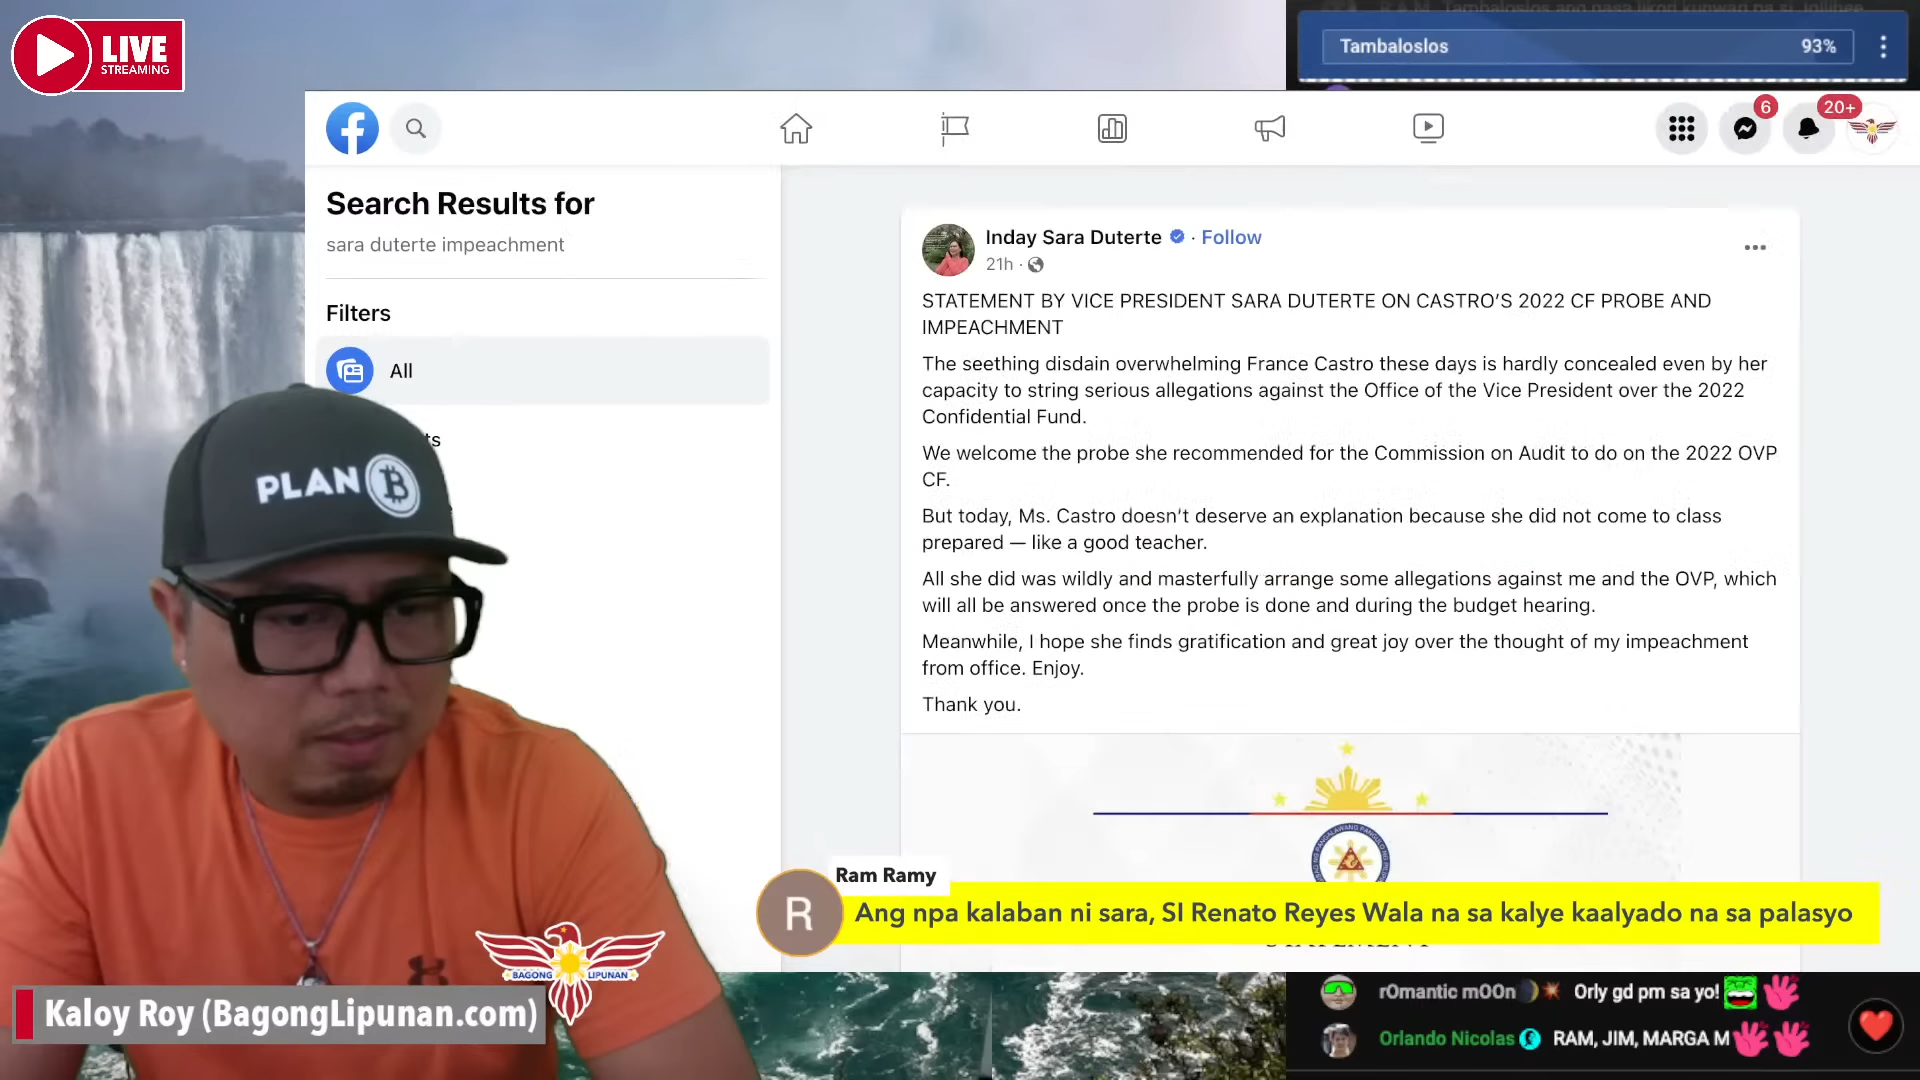 LIVE
STREAMING
Tambaloslos 93%
6
20+
Search Results for
sara duterte impeachment
Filters
All
ts
Inday Sara Duterte · Follow
21h ·
STATEMENT BY VICE PRESIDENT SARA DUTERTE ON CASTRO'S 2022 CF PROBE AND
IMPEACHMENT
The seething disdain overwhelming France Castro these days is hardly concealed even by her
capacity to string serious allegations against the Office of the Vice President over the 2022
Confidential Fund.
We welcome the probe she recommended for the Commission on Audit to do on the 2022 OVP
CF.
But today, Ms. Castro doesn't deserve an explanation because she did not come to class
prepared — like a good teacher.
All she did was wildly and masterfully arrange some allegations against me and the OVP, which
will all be answered once the probe is done and during the budget hearing.
Meanwhile, I hope she finds gratification and great joy over the thought of my impeachment
from office. Enjoy.
Thank you.
PLAN B
Ram Ramy
R
Ang npa kalaban ni sara, SI Renato Reyes Wala na sa kalye kaalyado na sa palasyo
BAGONG LIPUNAN
Kaloy Roy (BagongLipunan.com)
rOmantic mOOn Orly gd pm sa yo!
Orlando Nicolas RAM, JIM, MARGA M